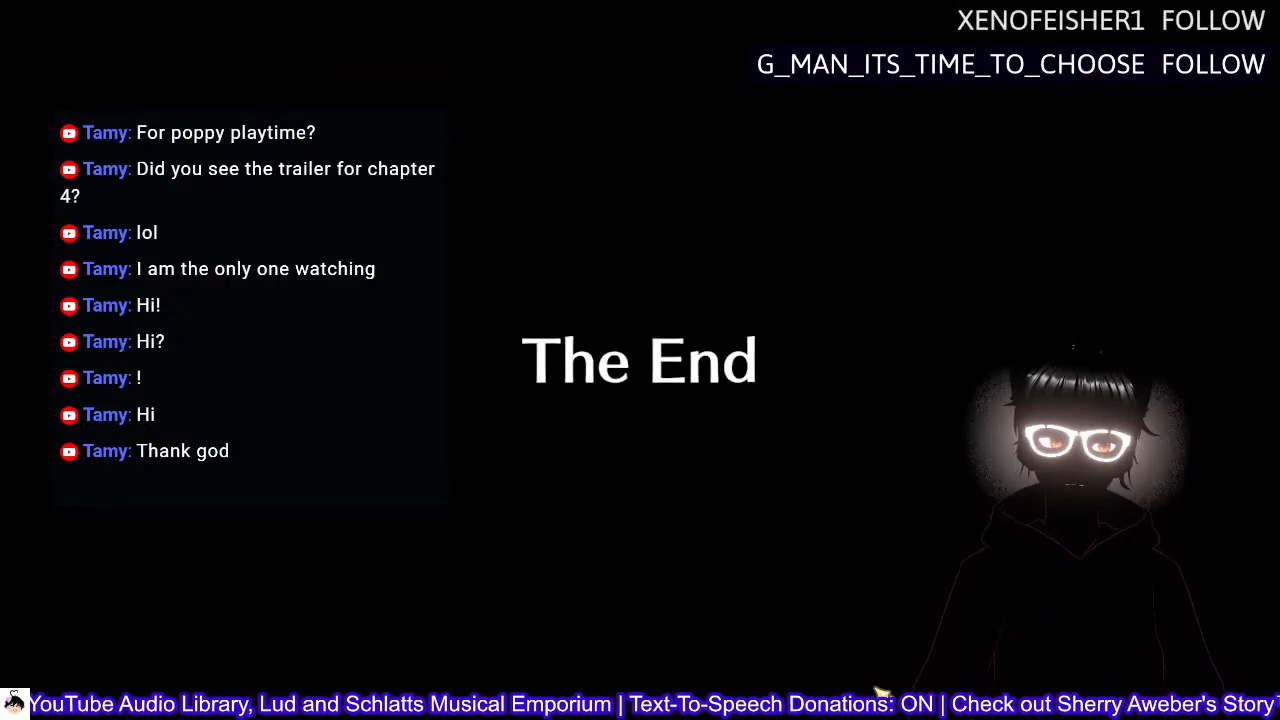 XENOFEISHER1 FOLLOW
G_MAN_ITS_TIME_TO_CHOOSE FOLLOW
Tamy: For poppy playtime?
Tamy: Did you see the trailer for chapter
4?
Tamy: lol
Tamy: I am the only one watching
Tamy: Hi!
Tamy: Hi?
Tamy: !
Tamy: Hi
Tamy: Thank god
The End
YouTube Audio Library, Lud and Schlatts Musical Emporium | Text-To-Speech Donations: ON | Check out Sherry Aweber's Story